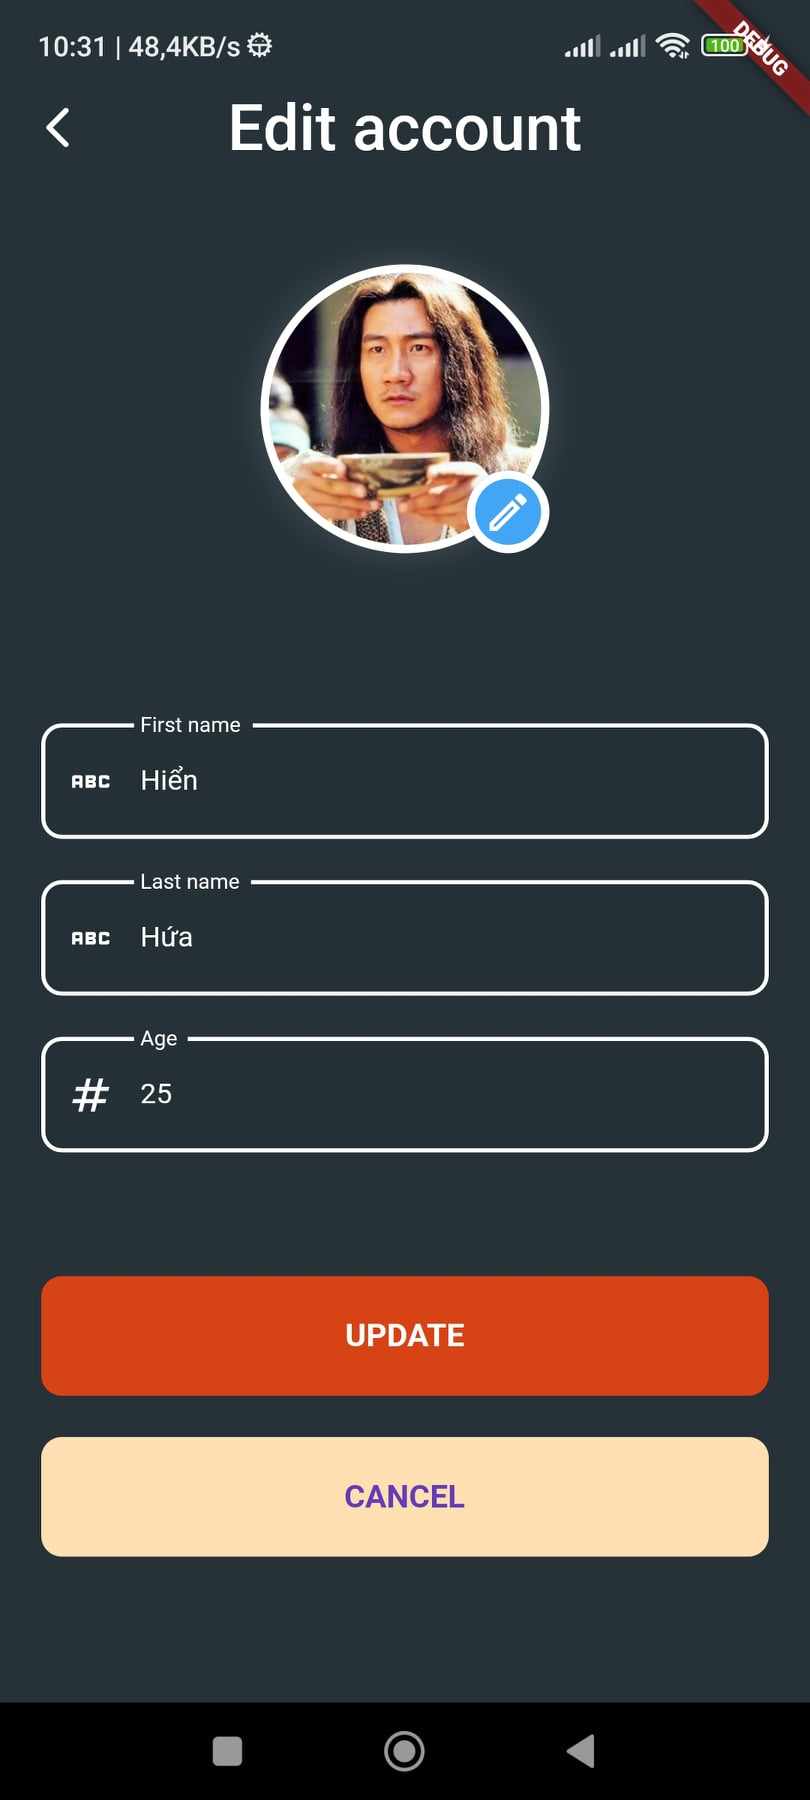 10:31 | 48,4KB/s
100
DEBUG
Edit account
First name
ABC Hiển
Last name
ABC Hứa
Age
# 25
UPDATE
CANCEL